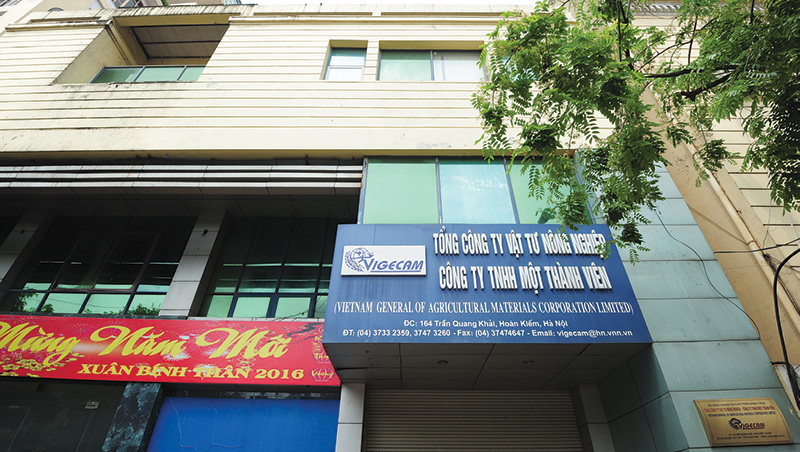 TỔNG CÔNG TY VẬT TƯ NÔNG NGHIỆP
CÔNG TY TNHH MỘT THÀNH VIÊN
VIGECAM
(VIETNAM GENERAL OF AGRICULTURAL MATERIALS CORPORATION LIMITED)
ĐC: 164 Trần Quang Khải, Hoàn Kiếm, Hà Nội
ĐT: (04) 3733 2359, 3747 3260 - Fax: (04) 37474647 - Email: vigecam@hn.vnn.vn
Mừng Năm Mới
XUÂN BÍNH THÂN 2016
VIGECAM